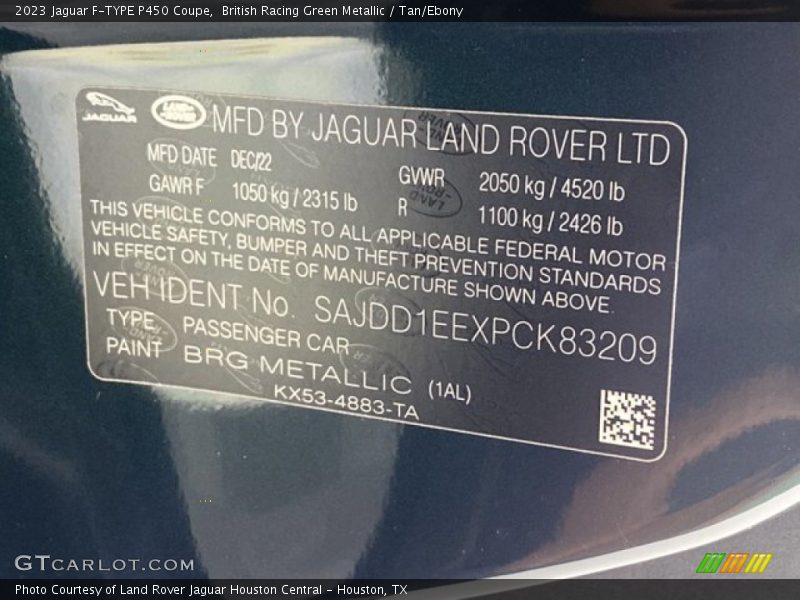 2023 Jaguar F-TYPE P450 Coupe, British Racing Green Metallic / Tan/Ebony
JAGUAR LAND ROVER MFD BY JAGUAR LAND ROVER LTD
MFD DATE DEC/22 GWWR 2050 kg / 4520 lb
GAWR F 1050 kg / 2315 lb R 1100 kg / 2426 lb
THIS VEHICLE CONFORMS TO ALL APPLICABLE FEDERAL MOTOR
VEHICLE SAFETY, BUMPER AND THEFT PREVENTION STANDARDS
IN EFFECT ON THE DATE OF MANUFACTURE SHOWN ABOVE.
VEH IDENT No. SAJDD1EEXPCK83209
TYPE PASSENGER CAR
PAINT BRG METALLIC (1AL)
KX53-4883-TA
GTCARLOT.COM
Photo Courtesy of Land Rover Jaguar Houston Central - Houston, TX